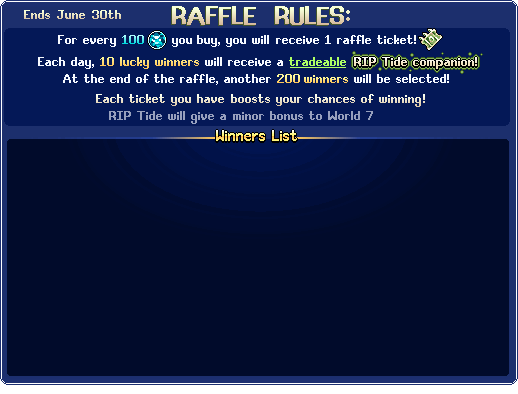 Ends June 30th
RAFFLE RULES:
For every 100 you buy, you will receive 1 raffle ticket!
Each day, 10 lucky winners will receive a tradeable RIP Tide companion!
At the end of the raffle, another 200 winners will be selected!
Each ticket you have boosts your chances of winning!
RIP Tide will give a minor bonus to World 7
Winners List